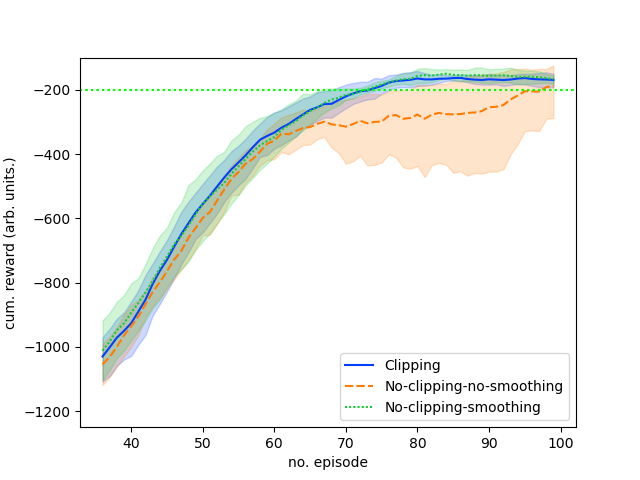 −200
−400
−600
−800
−1000
−1200
cum. reward (arb. units.)
40 50 60 70 80 90 100
no. episode
Clipping
No-clipping-no-smoothing
No-clipping-smoothing